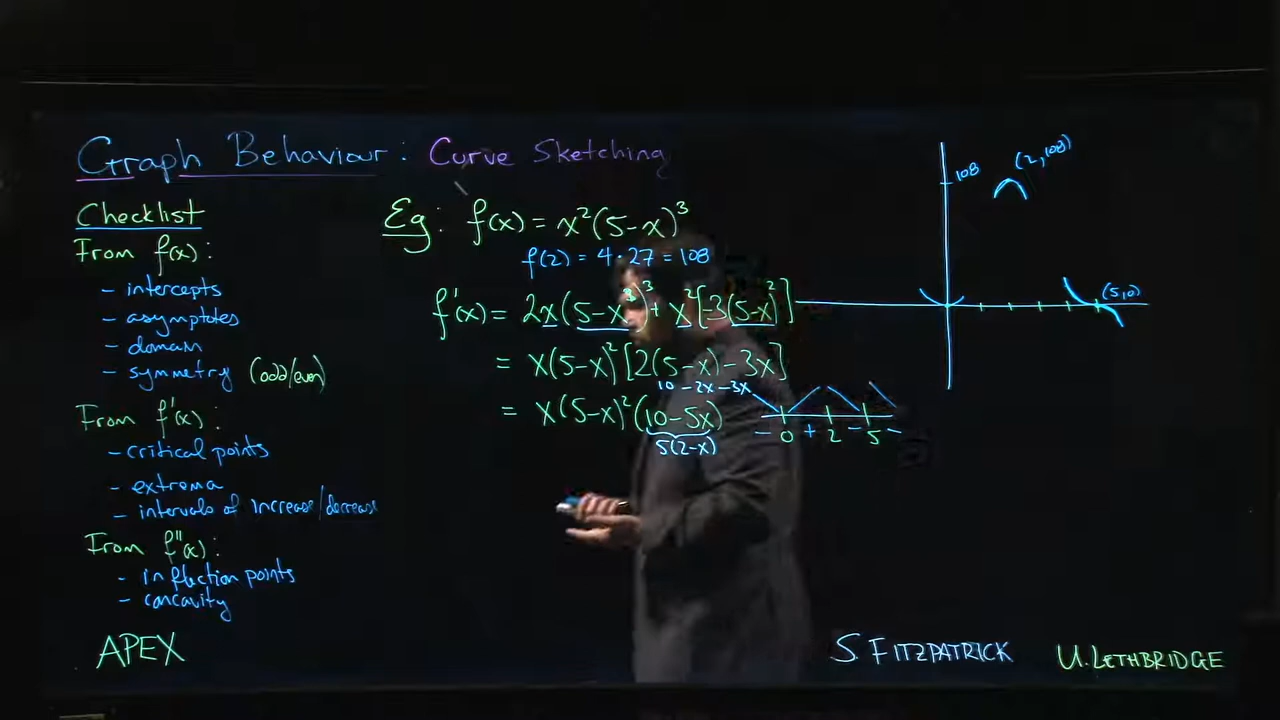 Graph Behaviour: Curve Sketching
Checklist
From f(x):
- intercepts
- asymptotes
- domain
- symmetry (odd/even)
From f'(x):
- critical points
- extrema
- intervals of increase/decrease
From f''(x):
- inflection points
- concavity
APEX
Eg: f(x) = x²(5-x)³
f(2) = 4·27 = 108
f'(x) = 2x(5-x)³ + x²[-3(5-x)²]
= x(5-x)²[2(5-x)-3x]
10-2x-3x
= x(5-x)²(10-5x)
5(2-x)
- 0 + 2 - 5 -
108
(2,108)
(5,0)
S. FITZPATRICK
U. LETHBRIDGE